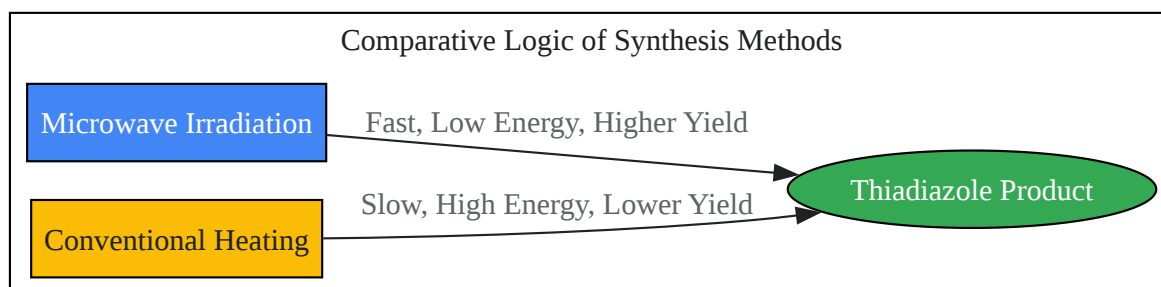 Comparative Logic of Synthesis Methods
Microwave Irradiation
Fast, Low Energy, Higher Yield
Thiadiazole Product
Slow, High Energy, Lower Yield
Conventional Heating